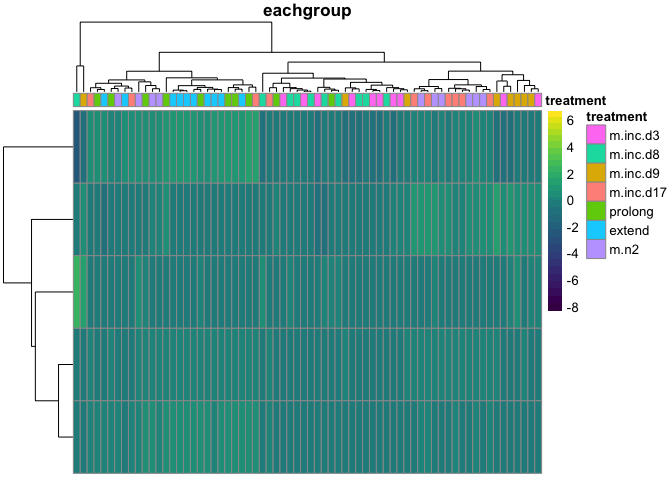 eachgroup
treatment
6
4
2
0
-2
-4
-6
-8
treatment
m.inc.d3
m.inc.d8
m.inc.d9
m.inc.d17
prolong
extend
m.n2